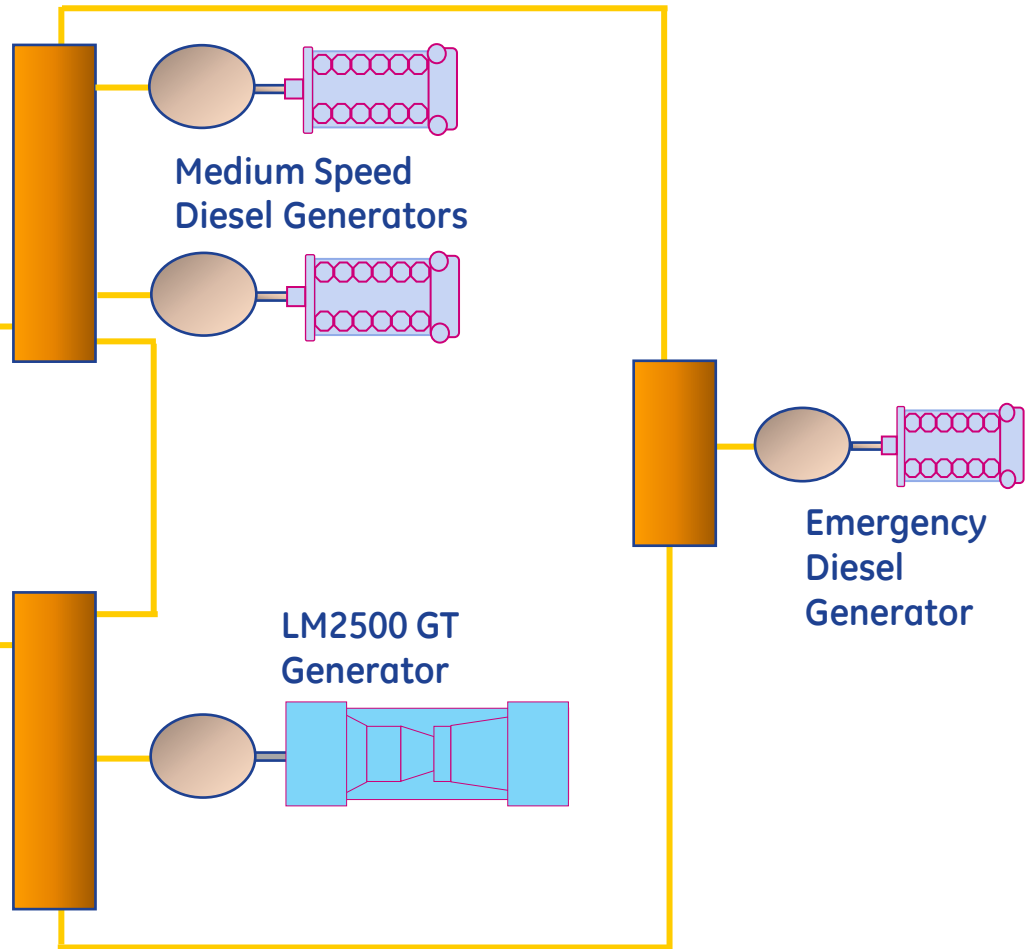 Medium Speed
Diesel Generators
Emergency
Diesel
Generator
LM2500 GT
Generator